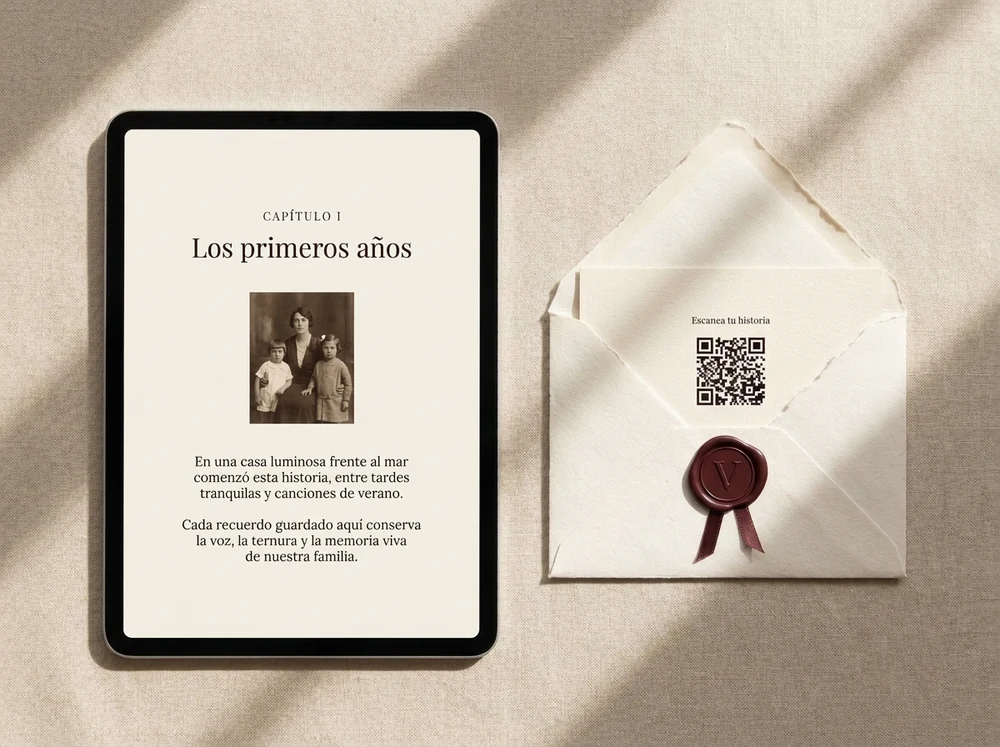 CAPÍTULO I
Los primeros años
En una casa luminosa frente al mar
comenzó esta historia, entre tardes
tranquilas y canciones de verano.
Cada recuerdo guardado aquí conserva
la voz, la ternura y la memoria viva
de nuestra familia.
Escanea tu historia
V